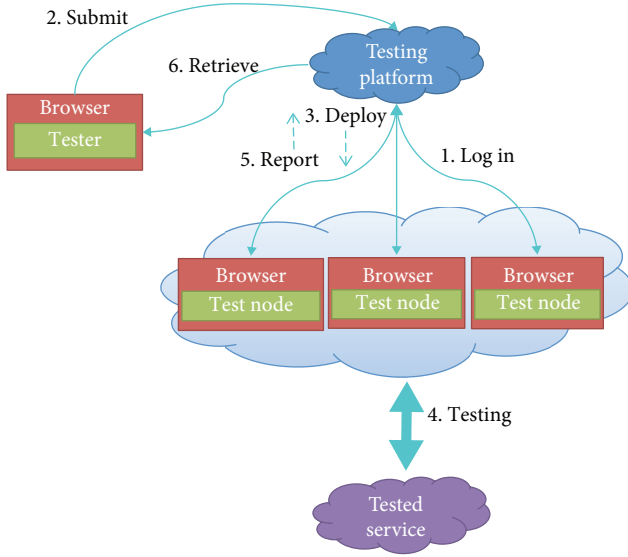 2. Submit
Testing
platform
6. Retrieve
Browser
Tester
3. Deploy
5. Report
1. Log in
Browser
Test node
Browser
Test node
Browser
Test node
4. Testing
Tested
service